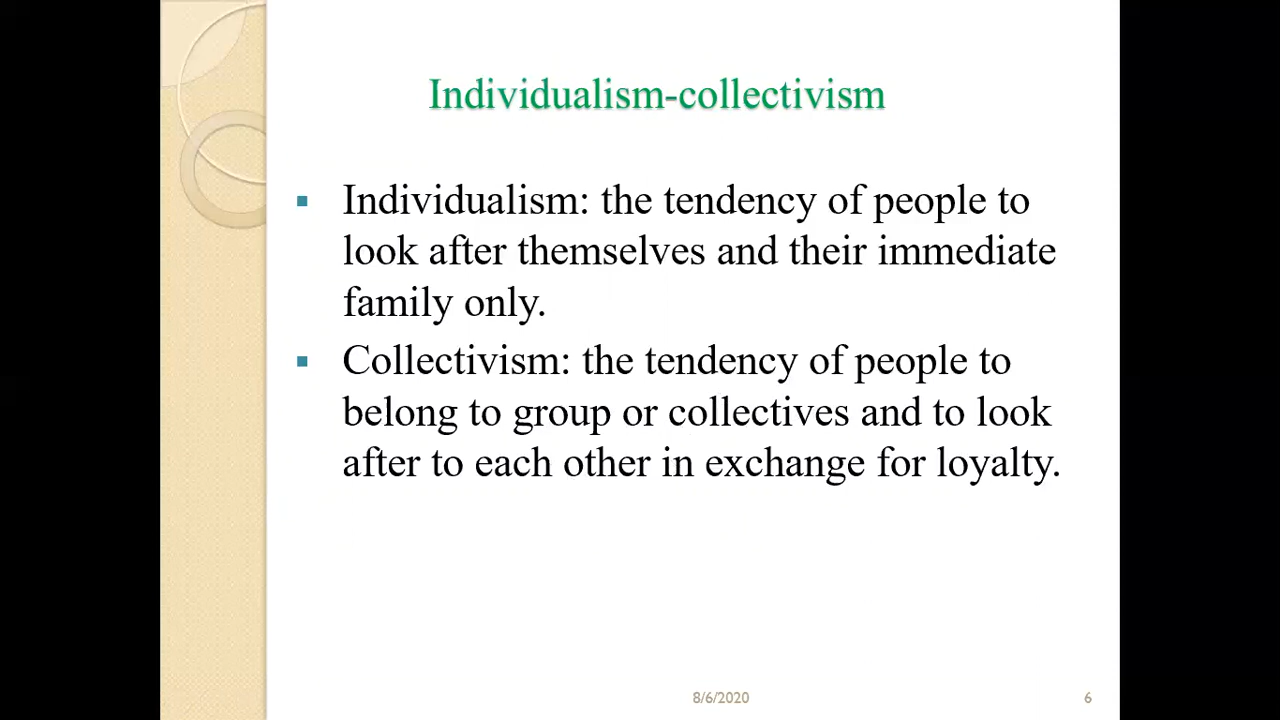 Individualism-collectivism
▪ Individualism: the tendency of people to
look after themselves and their immediate
family only.
▪ Collectivism: the tendency of people to
belong to group or collectives and to look
after to each other in exchange for loyalty.
8/6/2020 6